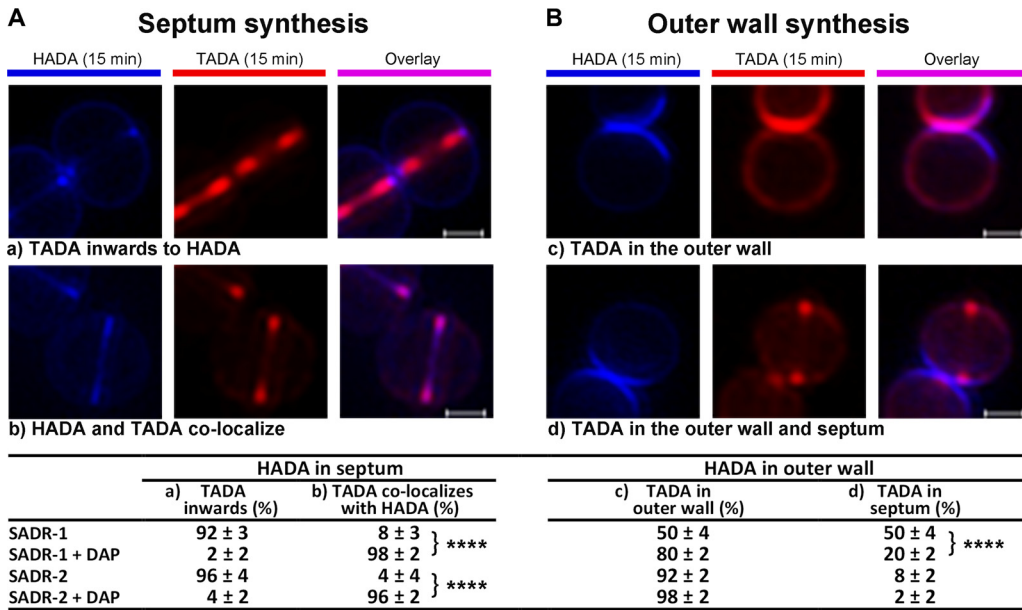 A Septum synthesis
HADA (15 min) TADA (15 min) Overlay
a) TADA inwards to HADA
b) HADA and TADA co-localize
B Outer wall synthesis
HADA (15 min) TADA (15 min) Overlay
c) TADA in the outer wall
d) TADA in the outer wall and septum
HADA in septum HADA in outer wall
a) TADA inwards (%) b) TADA co-localizes with HADA (%) c) TADA in outer wall (%) d) TADA in septum (%)
SADR-1 92 ± 3 8 ± 3 50 ± 4 50 ± 4
SADR-1 + DAP 2 ± 2 98 ± 2 } **** 80 ± 2 20 ± 2 } ****
SADR-2 96 ± 4 4 ± 4 92 ± 2 8 ± 2
SADR-2 + DAP 4 ± 2 96 ± 2 } **** 98 ± 2 2 ± 2